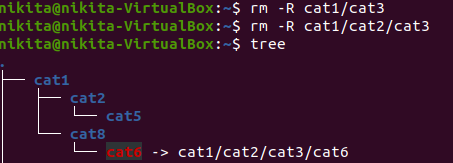 nikita@nikita-VirtualBox:~$ rm -R cat1/cat3
nikita@nikita-VirtualBox:~$ rm -R cat1/cat2/cat3
nikita@nikita-VirtualBox:~$ tree
.
├── cat1
│   ├── cat2
│   │   └── cat5
│   └── cat8
│       └── cat6 -> cat1/cat2/cat3/cat6